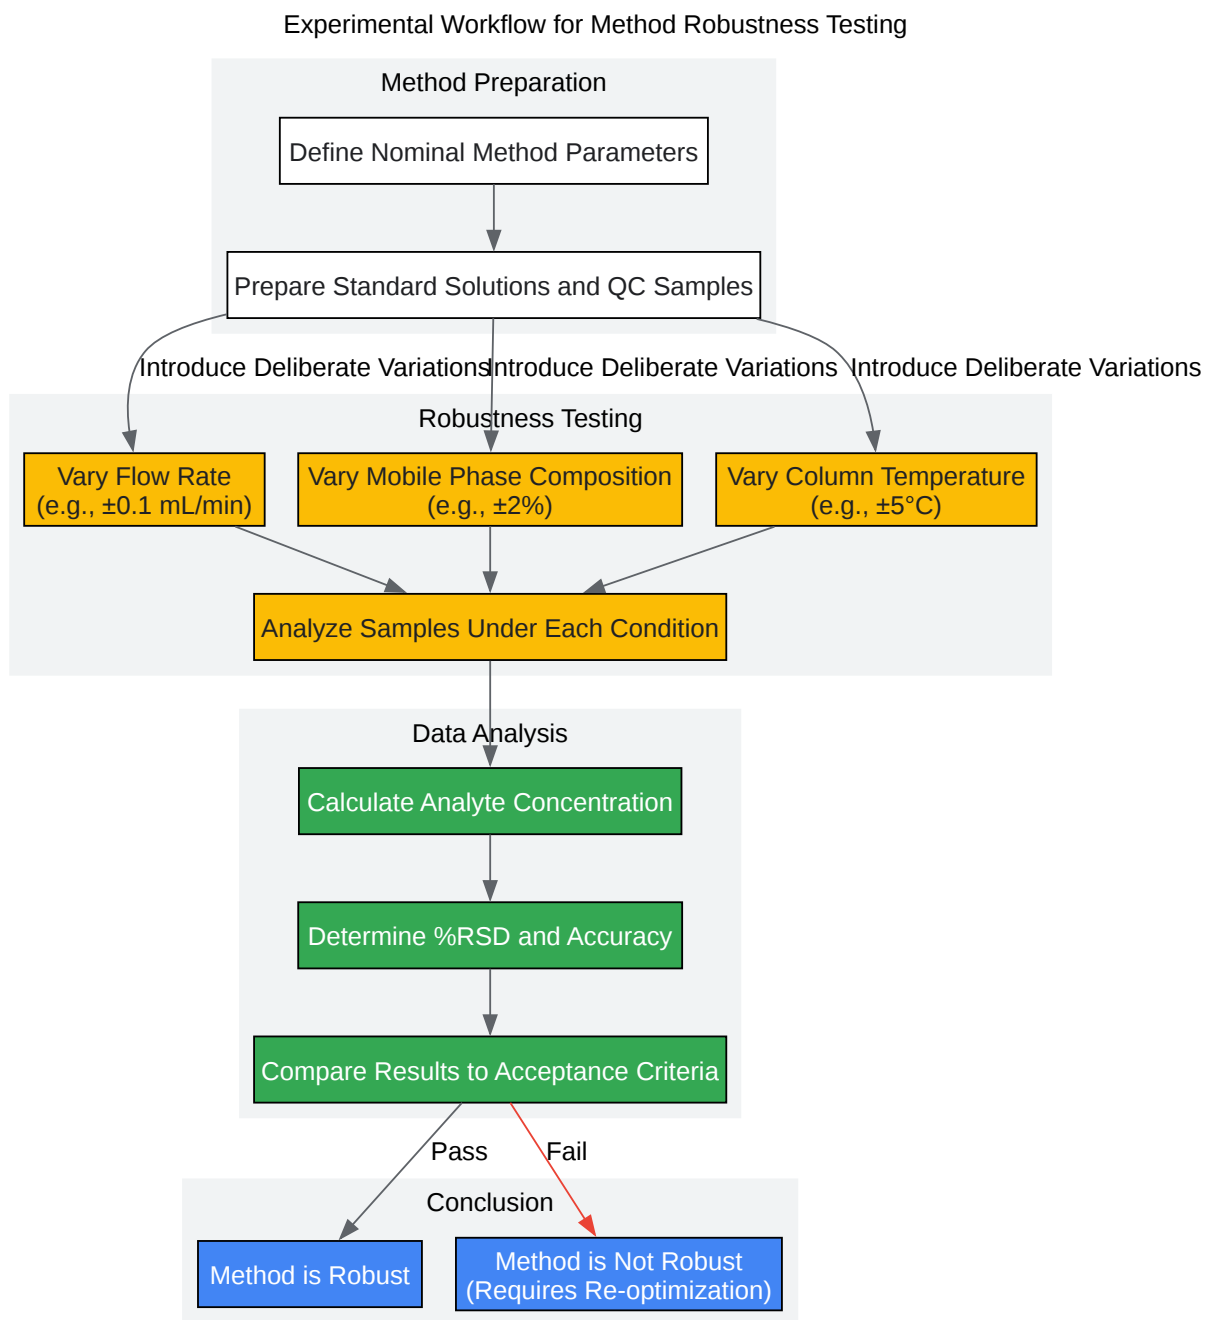 Experimental Workflow for Method Robustness Testing
Method Preparation
Define Nominal Method Parameters
Prepare Standard Solutions and QC Samples
Introduce Deliberate Variations
Introduce Deliberate Variations
Introduce Deliberate Variations
Robustness Testing
Vary Flow Rate
(e.g., ±0.1 mL/min)
Vary Mobile Phase Composition
(e.g., ±2%)
Vary Column Temperature
(e.g., ±5°C)
Analyze Samples Under Each Condition
Data Analysis
Calculate Analyte Concentration
Determine %RSD and Accuracy
Compare Results to Acceptance Criteria
Pass
Fail
Conclusion
Method is Robust
Method is Not Robust
(Requires Re-optimization)